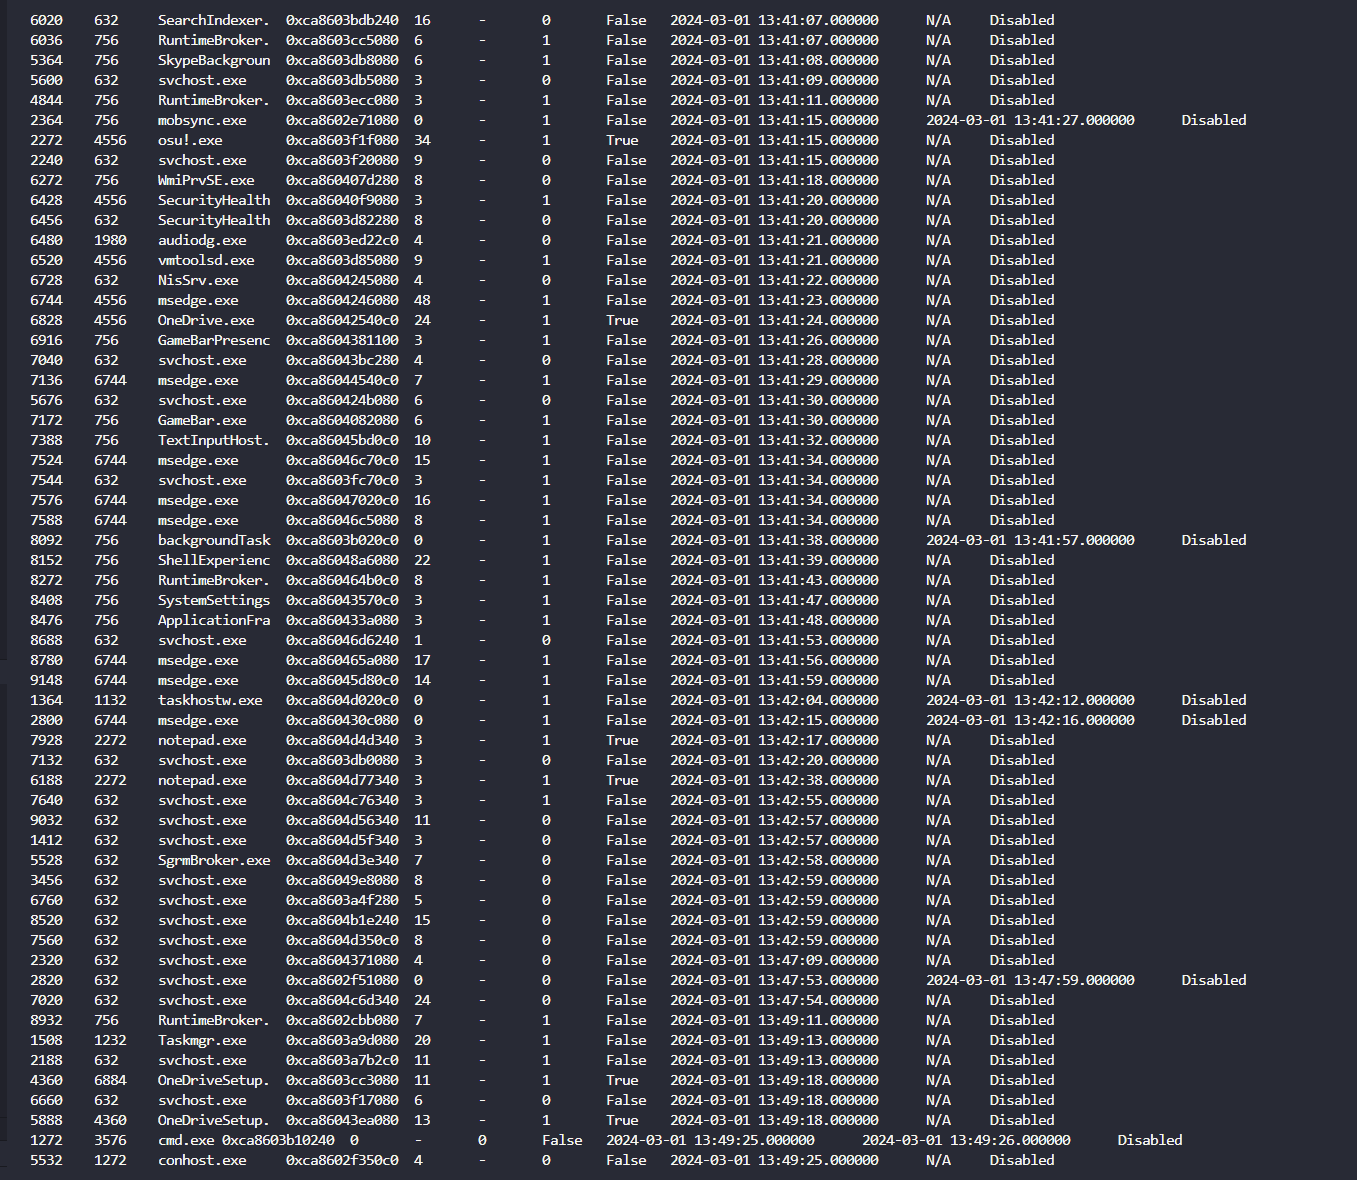 6020 632 SearchIndexer. 0xca8603bdb240 16 - 0 False 2024-03-01 13:41:07.000000 N/A Disabled
6036 756 RuntimeBroker. 0xca8603cc5080 6 - 1 False 2024-03-01 13:41:07.000000 N/A Disabled
5364 756 SkypeBackgroun 0xca8603db8080 6 - 1 False 2024-03-01 13:41:08.000000 N/A Disabled
5600 632 svchost.exe 0xca8603db5080 3 - 0 False 2024-03-01 13:41:09.000000 N/A Disabled
4844 756 RuntimeBroker. 0xca8603ecc080 3 - 1 False 2024-03-01 13:41:11.000000 N/A Disabled
2364 756 mobsync.exe 0xca8602e71080 0 - 1 False 2024-03-01 13:41:15.000000 2024-03-01 13:41:27.000000 Disabled
2272 4556 osu!.exe 0xca8603f1f080 34 - 1 True 2024-03-01 13:41:15.000000 N/A Disabled
2240 632 svchost.exe 0xca8603f20080 9 - 0 False 2024-03-01 13:41:15.000000 N/A Disabled
6272 756 WmiPrvSE.exe 0xca860407d280 8 - 0 False 2024-03-01 13:41:18.000000 N/A Disabled
6428 4556 SecurityHealth 0xca86040f9080 3 - 1 False 2024-03-01 13:41:20.000000 N/A Disabled
6456 632 SecurityHealth 0xca8603d82280 8 - 0 False 2024-03-01 13:41:20.000000 N/A Disabled
6480 1980 audiodg.exe 0xca8603ed22c0 4 - 0 False 2024-03-01 13:41:21.000000 N/A Disabled
6520 4556 vmtoolsd.exe 0xca8603d85080 9 - 1 False 2024-03-01 13:41:21.000000 N/A Disabled
6728 632 NisSrv.exe 0xca8604245080 4 - 0 False 2024-03-01 13:41:22.000000 N/A Disabled
6744 4556 msedge.exe 0xca8604246080 48 - 1 False 2024-03-01 13:41:23.000000 N/A Disabled
6828 4556 OneDrive.exe 0xca86042540c0 24 - 1 True 2024-03-01 13:41:24.000000 N/A Disabled
6916 756 GameBarPresenc 0xca8604381100 3 - 1 False 2024-03-01 13:41:26.000000 N/A Disabled
7040 632 svchost.exe 0xca86043bc280 4 - 0 False 2024-03-01 13:41:28.000000 N/A Disabled
7136 6744 msedge.exe 0xca86044540c0 7 - 1 False 2024-03-01 13:41:29.000000 N/A Disabled
5676 632 svchost.exe 0xca860424b080 6 - 0 False 2024-03-01 13:41:30.000000 N/A Disabled
7172 756 GameBar.exe 0xca8604082080 6 - 1 False 2024-03-01 13:41:30.000000 N/A Disabled
7388 756 TextInputHost. 0xca86045bd0c0 10 - 1 False 2024-03-01 13:41:32.000000 N/A Disabled
7524 6744 msedge.exe 0xca86046c70c0 15 - 1 False 2024-03-01 13:41:34.000000 N/A Disabled
7544 632 svchost.exe 0xca8603fc70c0 3 - 1 False 2024-03-01 13:41:34.000000 N/A Disabled
7576 6744 msedge.exe 0xca86047020c0 16 - 1 False 2024-03-01 13:41:34.000000 N/A Disabled
7588 6744 msedge.exe 0xca86046c5080 8 - 1 False 2024-03-01 13:41:34.000000 N/A Disabled
8092 756 backgroundTask 0xca8603b020c0 0 - 1 False 2024-03-01 13:41:38.000000 2024-03-01 13:41:57.000000 Disabled
8152 756 ShellExperienc 0xca86048a6080 22 - 1 False 2024-03-01 13:41:39.000000 N/A Disabled
8272 756 RuntimeBroker. 0xca860464b0c0 8 - 1 False 2024-03-01 13:41:43.000000 N/A Disabled
8408 756 SystemSettings 0xca86043570c0 3 - 1 False 2024-03-01 13:41:47.000000 N/A Disabled
8476 756 ApplicationFra 0xca860433a080 3 - 1 False 2024-03-01 13:41:48.000000 N/A Disabled
8688 632 svchost.exe 0xca86046d6240 1 - 0 False 2024-03-01 13:41:53.000000 N/A Disabled
8780 6744 msedge.exe 0xca860465a080 17 - 1 False 2024-03-01 13:41:56.000000 N/A Disabled
9148 6744 msedge.exe 0xca86045d80c0 14 - 1 False 2024-03-01 13:41:59.000000 N/A Disabled
1364 1132 taskhostw.exe 0xca8604d020c0 0 - 1 False 2024-03-01 13:42:04.000000 2024-03-01 13:42:12.000000 Disabled
2800 6744 msedge.exe 0xca860430c080 0 - 1 False 2024-03-01 13:42:15.000000 2024-03-01 13:42:16.000000 Disabled
7928 2272 notepad.exe 0xca8604d4d340 3 - 1 True 2024-03-01 13:42:17.000000 N/A Disabled
7132 632 svchost.exe 0xca8603db0080 3 - 0 False 2024-03-01 13:42:20.000000 N/A Disabled
6188 2272 notepad.exe 0xca8604d77340 3 - 1 True 2024-03-01 13:42:38.000000 N/A Disabled
7640 632 svchost.exe 0xca8604c76340 3 - 1 False 2024-03-01 13:42:55.000000 N/A Disabled
9032 632 svchost.exe 0xca8604d56340 11 - 0 False 2024-03-01 13:42:57.000000 N/A Disabled
1412 632 svchost.exe 0xca8604d5f340 3 - 0 False 2024-03-01 13:42:57.000000 N/A Disabled
5528 632 SgrmBroker.exe 0xca8604d3e340 7 - 0 False 2024-03-01 13:42:58.000000 N/A Disabled
3456 632 svchost.exe 0xca86049e8080 8 - 0 False 2024-03-01 13:42:59.000000 N/A Disabled
6760 632 svchost.exe 0xca8603a4f280 5 - 0 False 2024-03-01 13:42:59.000000 N/A Disabled
8520 632 svchost.exe 0xca8604b1e240 15 - 0 False 2024-03-01 13:42:59.000000 N/A Disabled
7560 632 svchost.exe 0xca8604d350c0 8 - 0 False 2024-03-01 13:42:59.000000 N/A Disabled
2320 632 svchost.exe 0xca8604371080 4 - 0 False 2024-03-01 13:47:09.000000 N/A Disabled
2820 632 svchost.exe 0xca8602f51080 0 - 0 False 2024-03-01 13:47:53.000000 2024-03-01 13:47:59.000000 Disabled
7020 632 svchost.exe 0xca8604c6d340 24 - 0 False 2024-03-01 13:47:54.000000 N/A Disabled
8932 756 RuntimeBroker. 0xca8602cbb080 7 - 1 False 2024-03-01 13:49:11.000000 N/A Disabled
1508 1232 Taskmgr.exe 0xca8603a9d080 20 - 1 False 2024-03-01 13:49:13.000000 N/A Disabled
2188 632 svchost.exe 0xca8603a7b2c0 11 - 1 False 2024-03-01 13:49:13.000000 N/A Disabled
4360 6884 OneDriveSetup. 0xca8603cc3080 11 - 1 True 2024-03-01 13:49:18.000000 N/A Disabled
6660 632 svchost.exe 0xca8603f17080 6 - 0 False 2024-03-01 13:49:18.000000 N/A Disabled
5888 4360 OneDriveSetup. 0xca86043ea080 13 - 1 True 2024-03-01 13:49:18.000000 N/A Disabled
1272 3576 cmd.exe 0xca8603b10240 0 - 0 False 2024-03-01 13:49:25.000000 2024-03-01 13:49:26.000000 Disabled
5532 1272 conhost.exe 0xca8602f350c0 4 - 0 False 2024-03-01 13:49:25.000000 N/A Disabled